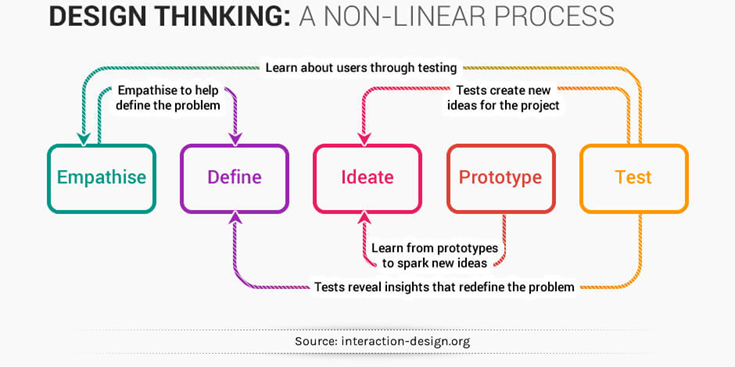 DESIGN THINKING: A NON-LINEAR PROCESS
Learn about users through testing
Empathise to help
define the problem
Tests create new
ideas for the project
Empathise
Define
Ideate
Prototype
Test
Learn from prototypes
to spark new ideas
Tests reveal insights that redefine the problem
Source: interaction-design.org